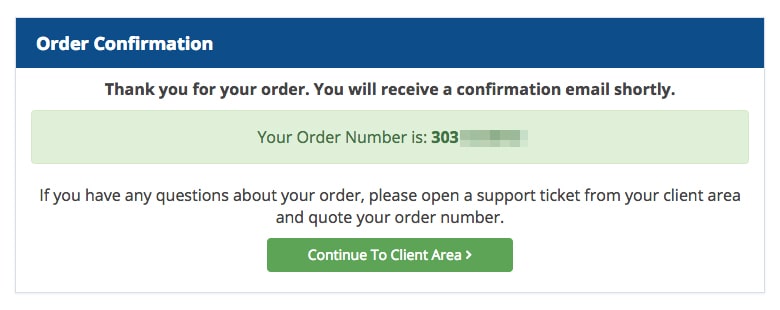 Order Confirmation
Thank you for your order. You will receive a confirmation email shortly.
Your Order Number is: 303
If you have any questions about your order, please open a support ticket from your client area
and quote your order number.
Continue To Client Area